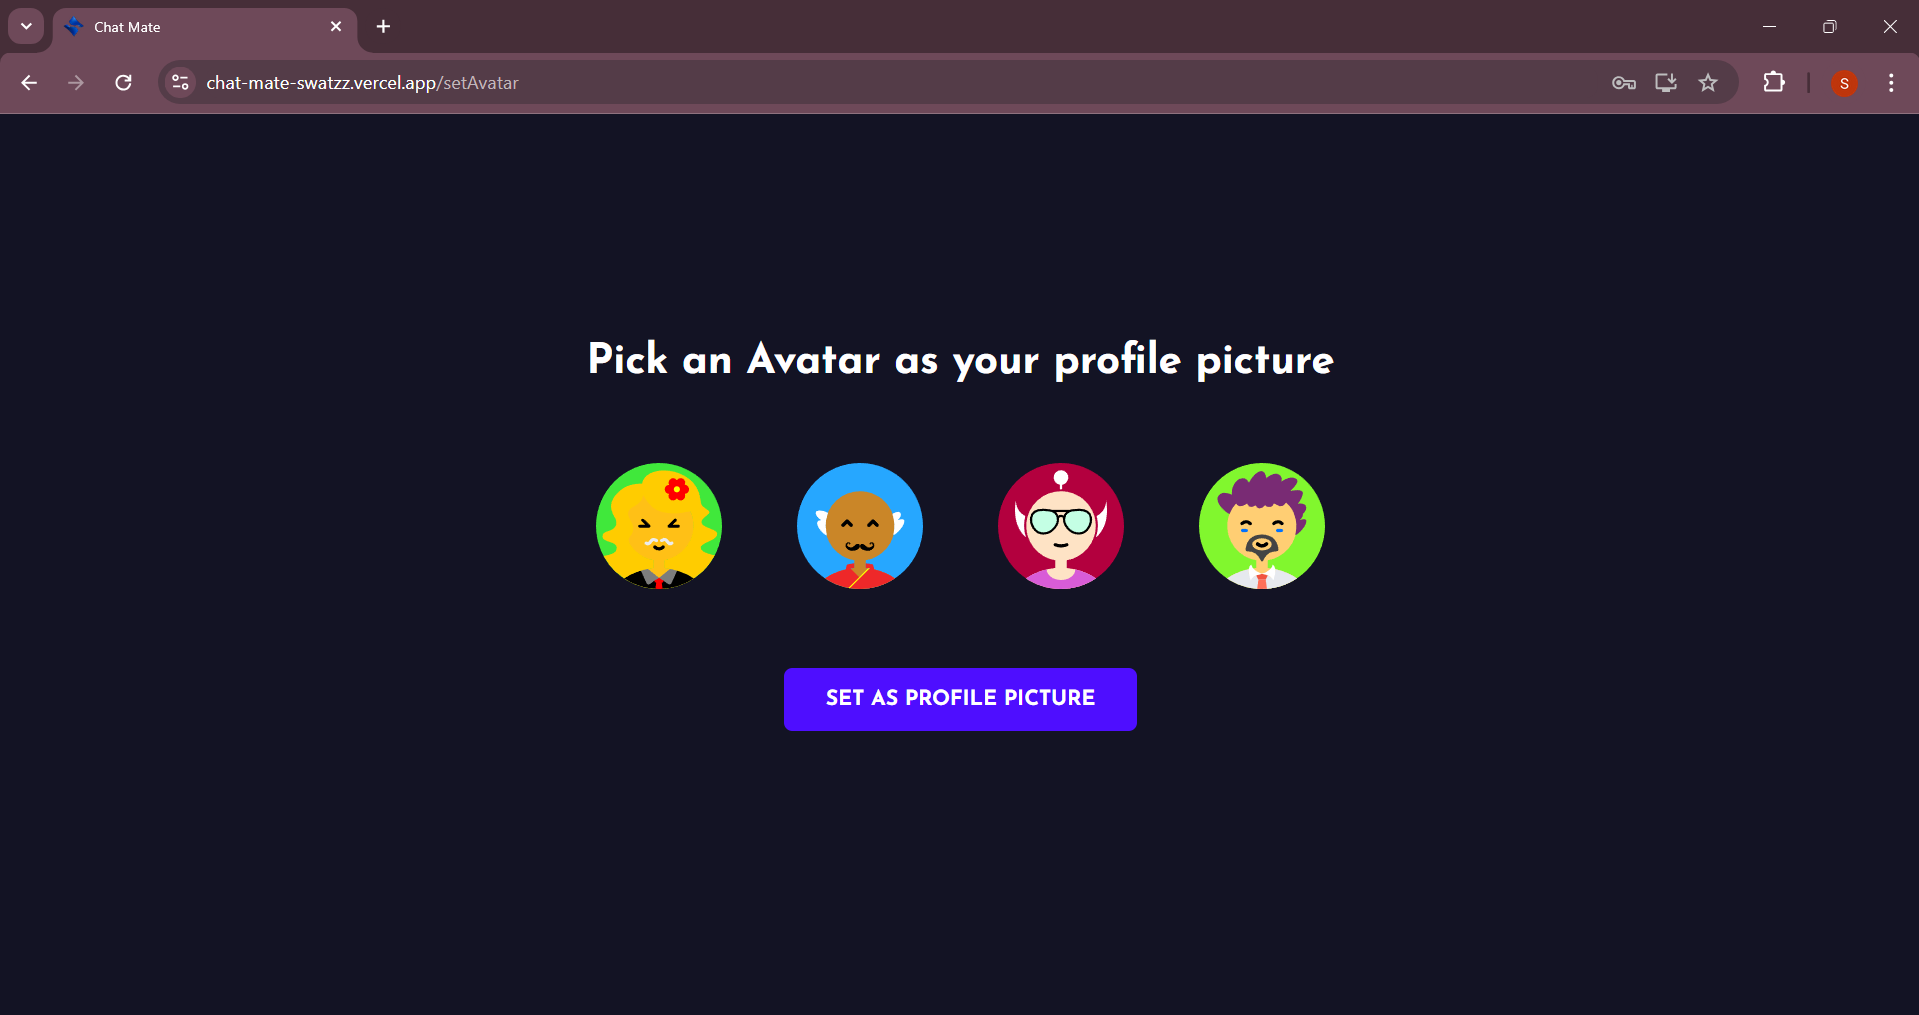 Chat Mate
chat-mate-swatzz.vercel.app/setAvatar
S
Pick an Avatar as your profile picture
SET AS PROFILE PICTURE